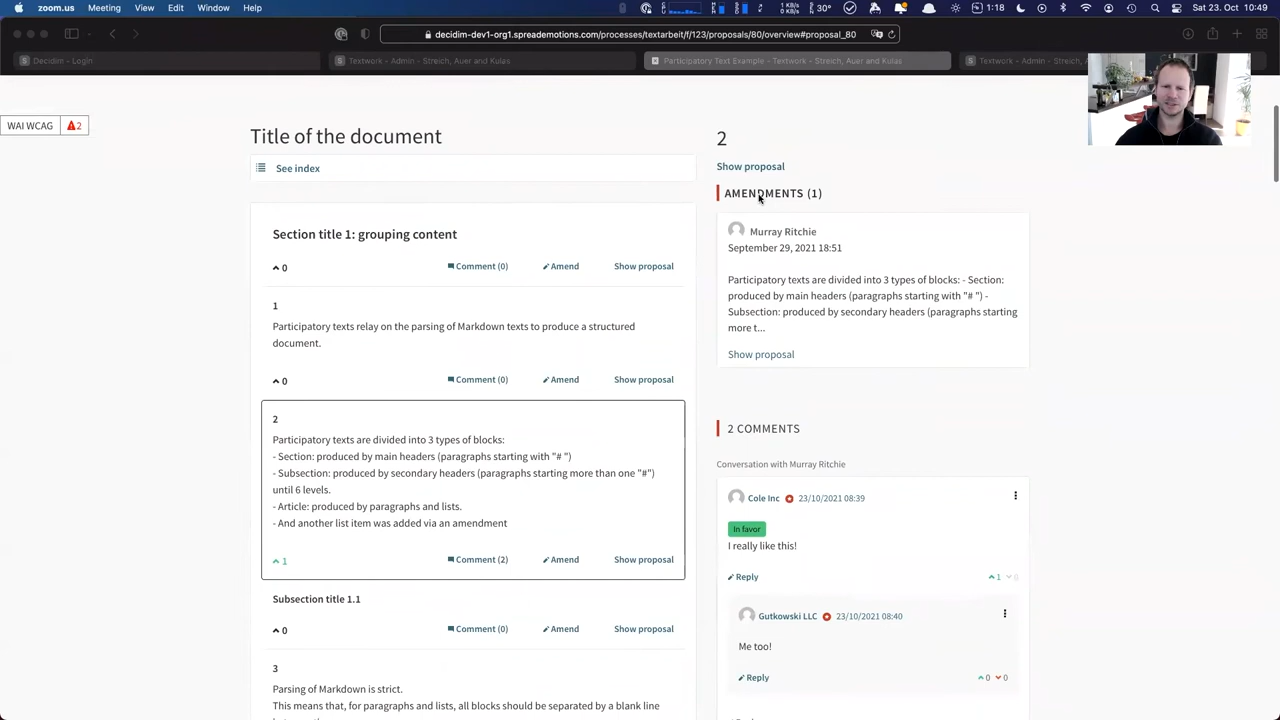 zoom.us Window Help
Sat 23. Oct 10:41:49
decidim-dev1-org1.spreademotions.com/processes/textarbeit/f/123/proposals/80/overview#proposal_80
Decidim - Login
Textwork - Admin - Streich, Auer and Kulas
Participatory Text Example - Textwork - Streich, Auer and Kulas
Textwork - Admin - Streich, A
WAI WCAG 2
Title of the document
See index
Section title 1: grouping content
0 Comment (0) Amend Show proposal
1
Participatory texts relay on the parsing of Markdown texts to produce a structured
document.
0 Comment (0) Amend Show proposal
2
Participatory texts are divided into 3 types of blocks:
- Section: produced by main headers (paragraphs starting with "# ")
- Subsection: produced by secondary headers (paragraphs starting more than one "#")
until 6 levels.
- Article: produced by paragraphs and lists.
- And another list item was added via an amendment
1 Comment (2) Amend Show proposal
Subsection title 1.1
0 Comment (0) Amend Show proposal
3
Parsing of Markdown is strict.
This means that, for paragraphs and lists, all blocks should be separated by a blank line
2
Show proposal
AMENDMENTS (1)
Murray Ritchie
September 29, 2021 18:51
Participatory texts are divided into 3 types of blocks: - Section:
produced by main headers (paragraphs starting with "# ") -
Subsection: produced by secondary headers (paragraphs starting
more t...
Show proposal
2 COMMENTS
Conversation with Murray Ritchie
Cole Inc 23/10/2021 08:39
In favor
I really like this!
Reply 1 0
Gutkowski LLC 23/10/2021 08:40
Me too!
Reply 0 0